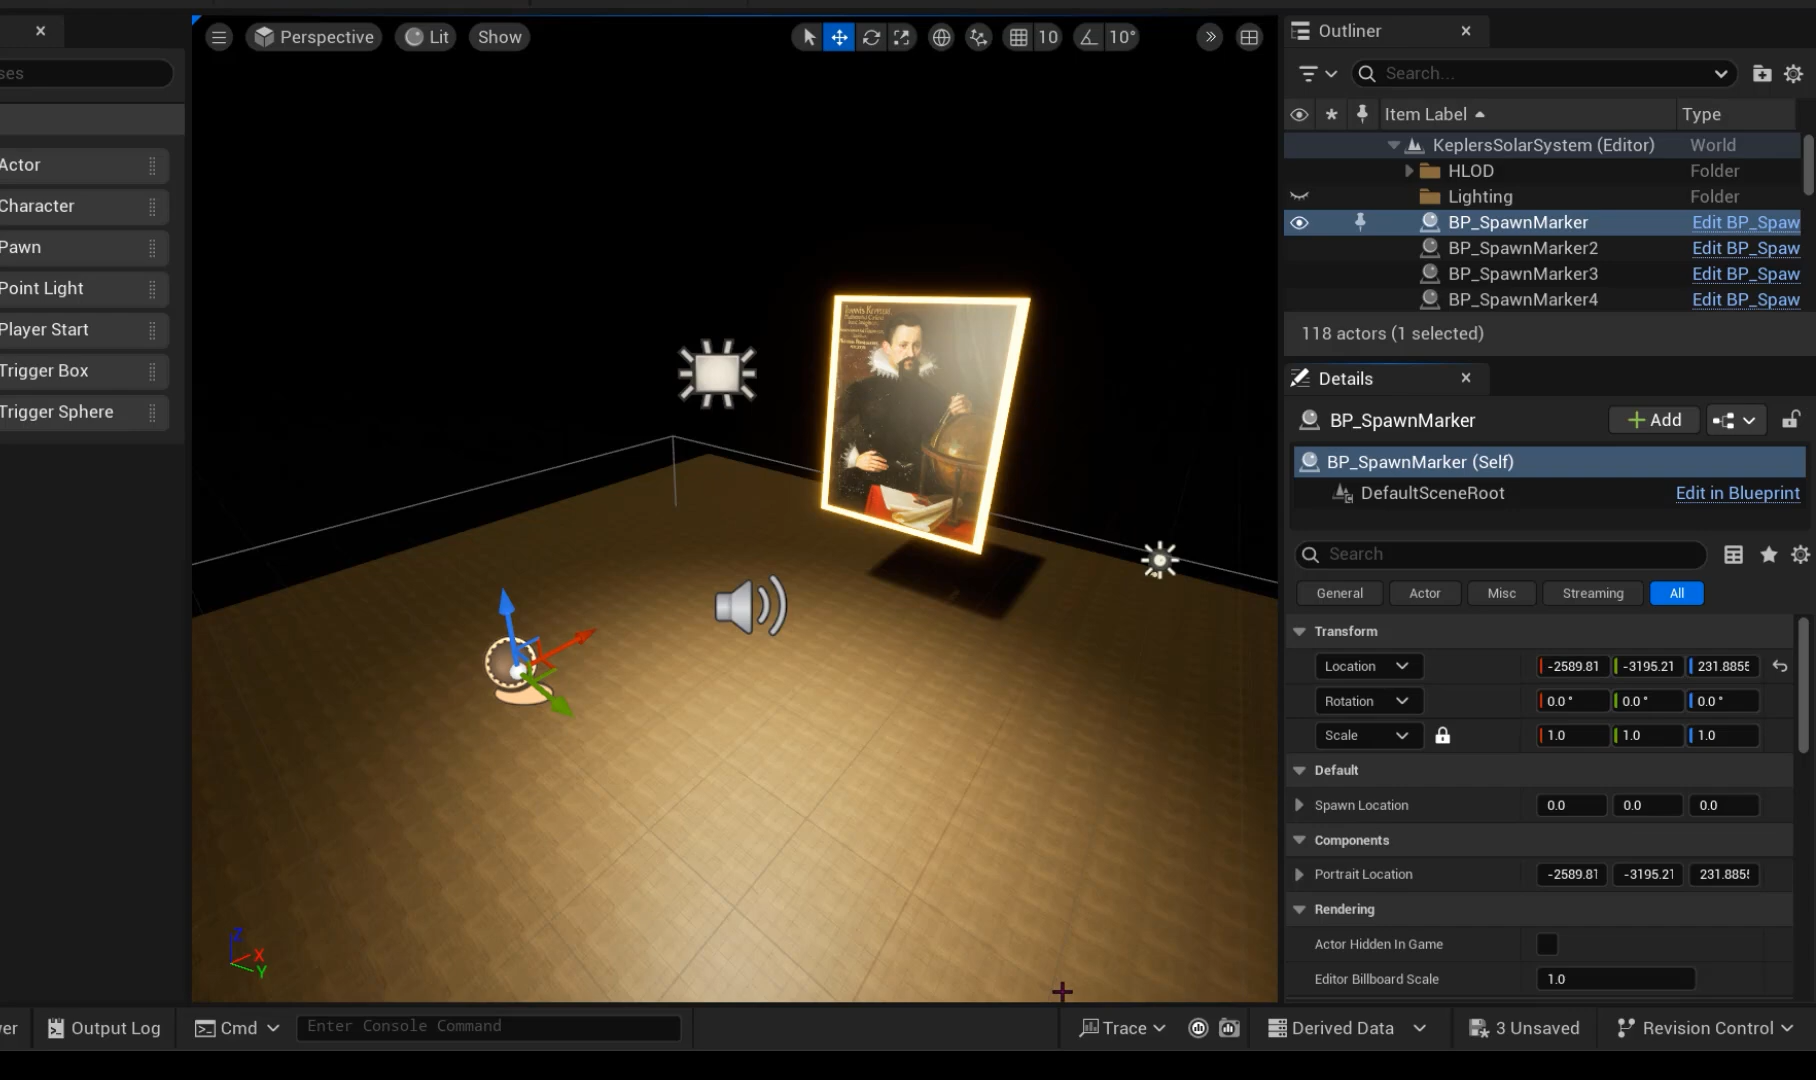 ses
Actor
Character
Pawn
Point Light
Player Start
Trigger Box
Trigger Sphere
Perspective
Lit
Show
10
10°
X
Y
Z
Outliner
Search...
Item Label
Type
KeplersSolarSystem (Editor)
World
HLOD
Folder
Lighting
Folder
BP_SpawnMarker
Edit BP_Spaw
BP_SpawnMarker2
Edit BP_Spaw
BP_SpawnMarker3
Edit BP_Spaw
BP_SpawnMarker4
Edit BP_Spaw
118 actors (1 selected)
Details
BP_SpawnMarker
Add
BP_SpawnMarker (Self)
DefaultSceneRoot
Edit in Blueprint
Search
General
Actor
Misc
Streaming
All
Transform
Location
-2589.81
-3195.21
231.8855
Rotation
0.0 °
0.0 °
0.0 °
Scale
1.0
1.0
1.0
Default
Spawn Location
0.0
0.0
0.0
Components
Portrait Location
-2589.81
-3195.21
231.8855
Rendering
Actor Hidden In Game
Editor Billboard Scale
1.0
er
Output Log
Cmd
Enter Console Command
Trace
Derived Data
3 Unsaved
Revision Control